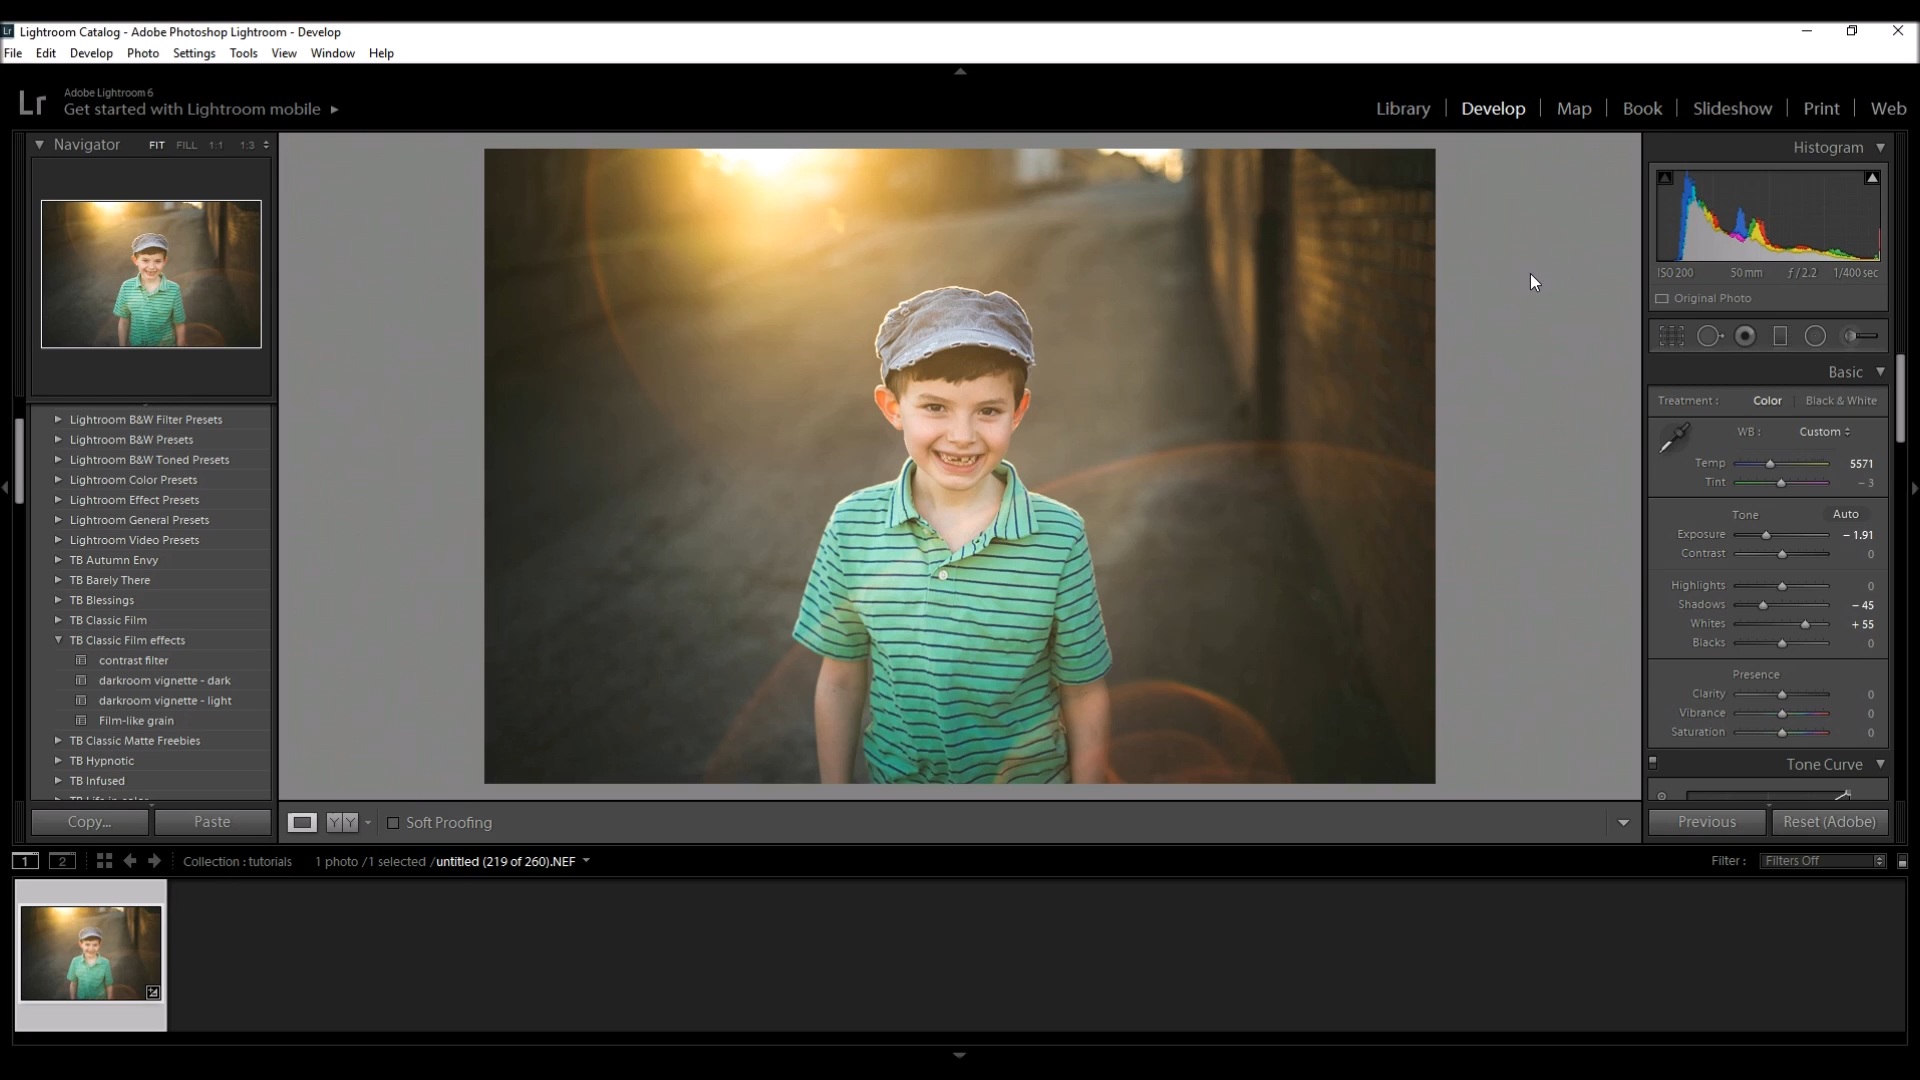 Lr Lightroom Catalog - Adobe Photoshop Lightroom - Develop
File Edit Develop Photo Settings Tools View Window Help
Lr
Adobe Lightroom 6
Get started with Lightroom mobile
Library Develop Map Book Slideshow Print Web
Navigator FIT FILL 1:1 1:3
Lightroom B&W Filter Presets
Lightroom B&W Presets
Lightroom B&W Toned Presets
Lightroom Color Presets
Lightroom Effect Presets
Lightroom General Presets
Lightroom Video Presets
TB Autumn Envy
TB Barely There
TB Blessings
TB Classic Film
TB Classic Film effects
contrast filter
darkroom vignette - dark
darkroom vignette - light
Film-like grain
TB Classic Matte Freebies
TB Hypnotic
TB Infused
Copy... Paste
Y Y Soft Proofing
Histogram
ISO 200 50 mm f / 2.2 1/400 sec
Original Photo
Basic
Treatment : Color Black & White
WB : Custom
Temp 5571
Tint - 3
Tone Auto
Exposure - 1.91
Contrast 0
Highlights 0
Shadows - 45
Whites + 55
Blacks 0
Presence
Clarity 0
Vibrance 0
Saturation 0
Tone Curve
Previous Reset (Adobe)
1 2 Collection : tutorials 1 photo / 1 selected / untitled (219 of 260).NEF Filter : Filters Off